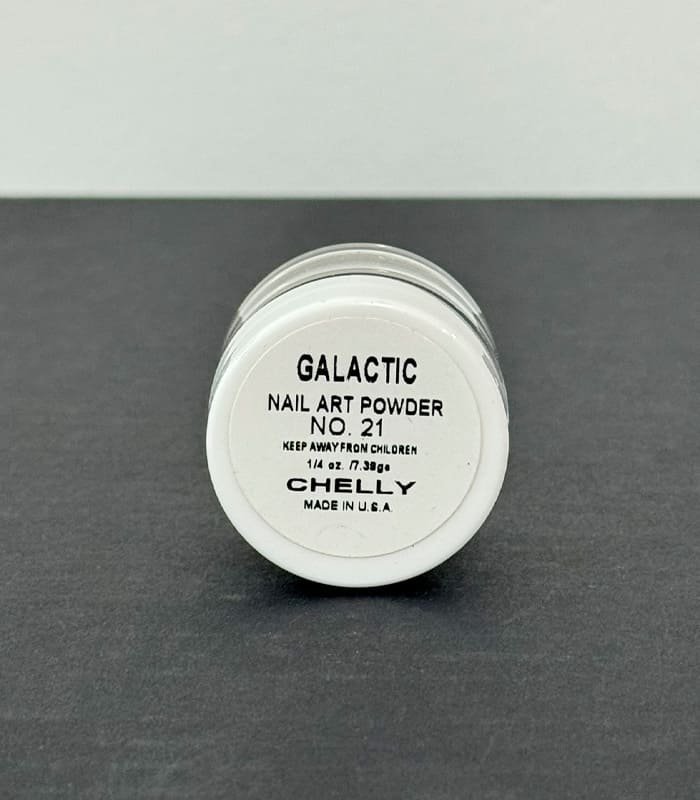 GALACTIC
NAIL ART POWDER
NO. 21
KEEP AWAY FROM CHILDREN
1/4 oz. /7.39gs
CHELLY
MADE IN U.S.A.